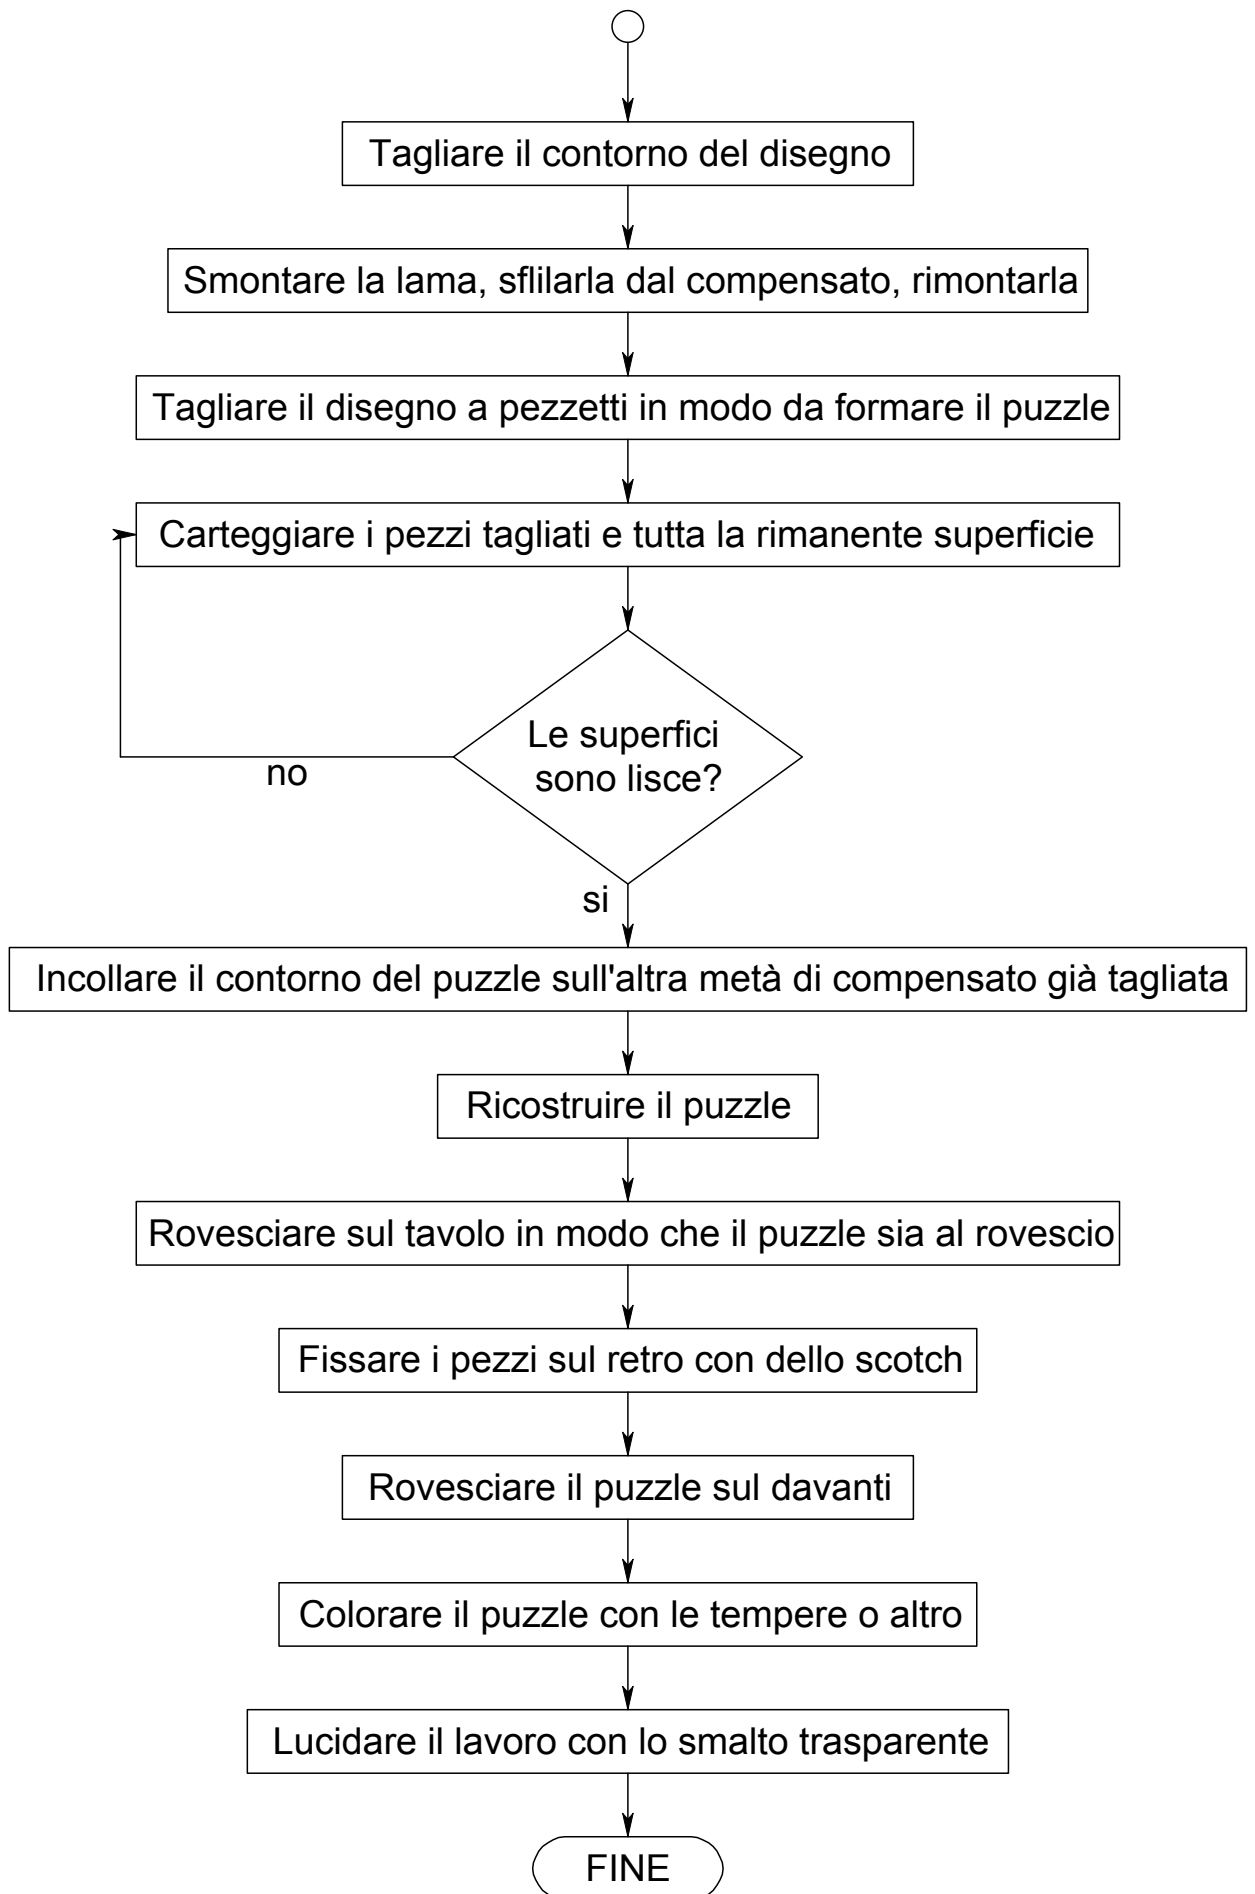 Tagliare il contorno del disegno
Smontare la lama, sflilarla dal compensato, rimontarla
Tagliare il disegno a pezzetti in modo da formare il puzzle
Carteggiare i pezzi tagliati e tutta la rimanente superficie
Le superfici
sono lisce?
no
si
Incollare il contorno del puzzle sull'altra metà di compensato già tagliata
Ricostruire il puzzle
Rovesciare sul tavolo in modo che il puzzle sia al rovescio
Fissare i pezzi sul retro con dello scotch
Rovesciare il puzzle sul davanti
Colorare il puzzle con le tempere o altro
Lucidare il lavoro con lo smalto trasparente
FINE